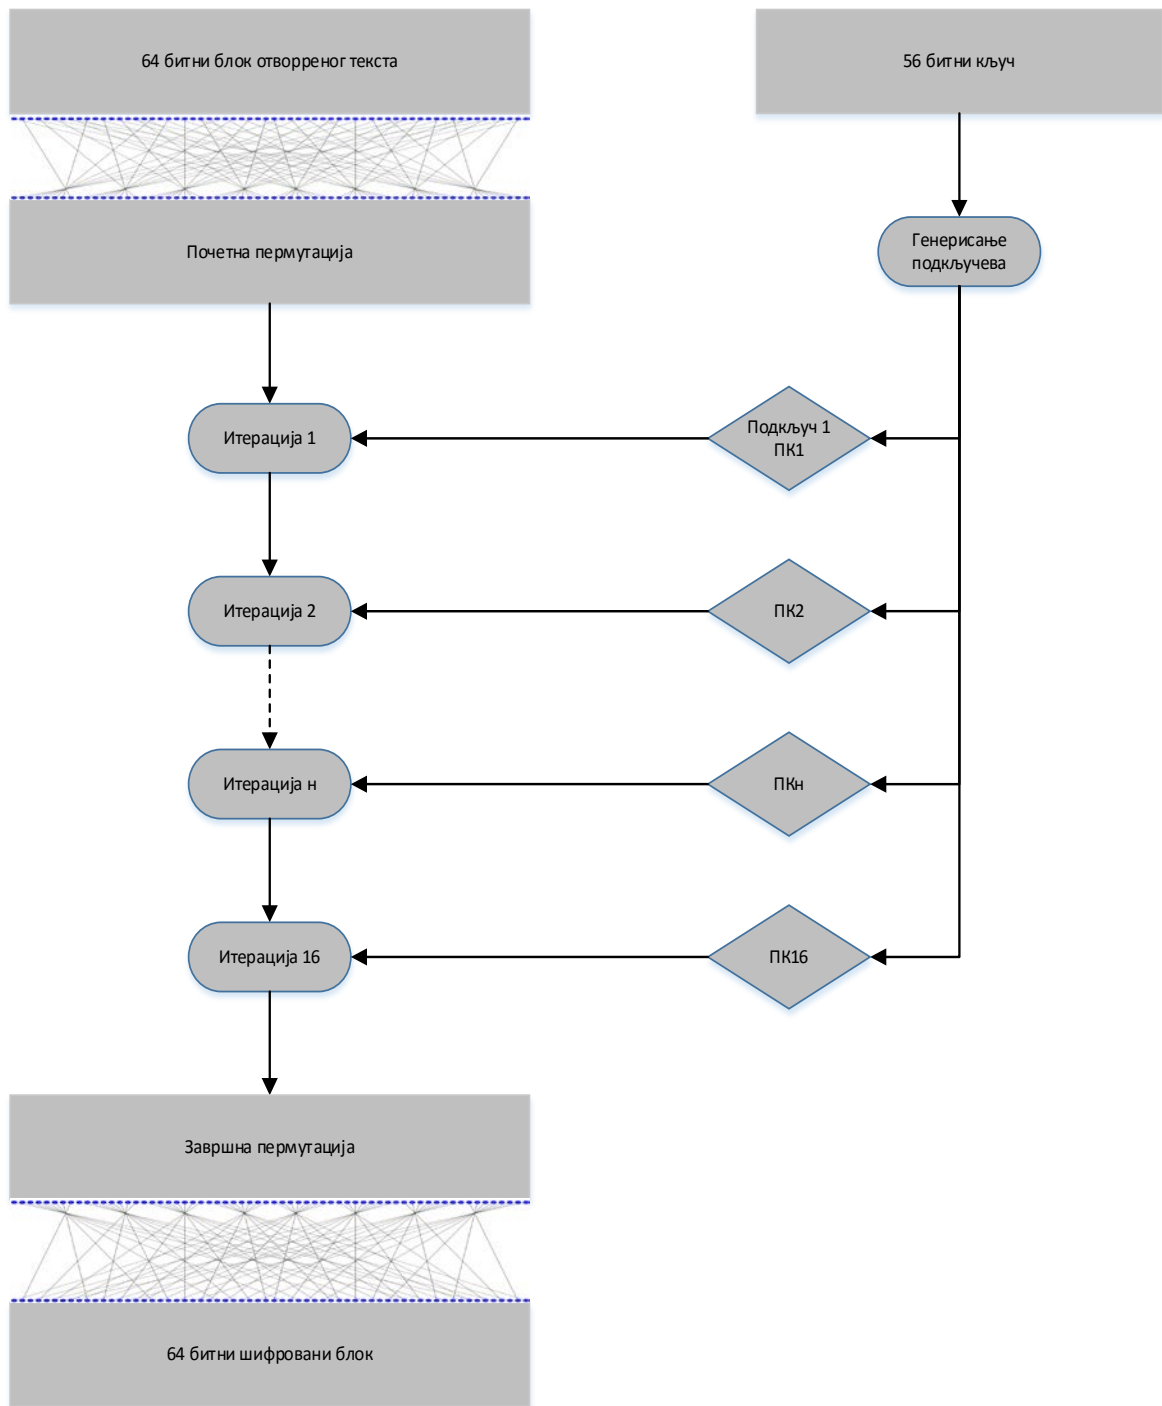 64 битни блок отворреног текста
56 битни кључ
Почетна пермутација
Генерисање
подкључева
Итерација 1
Подкључ 1
ПК1
Итерација 2
ПК2
Итерација н
ПКн
Итерација 16
ПК16
Завршна пермутација
64 битни шифровани блок